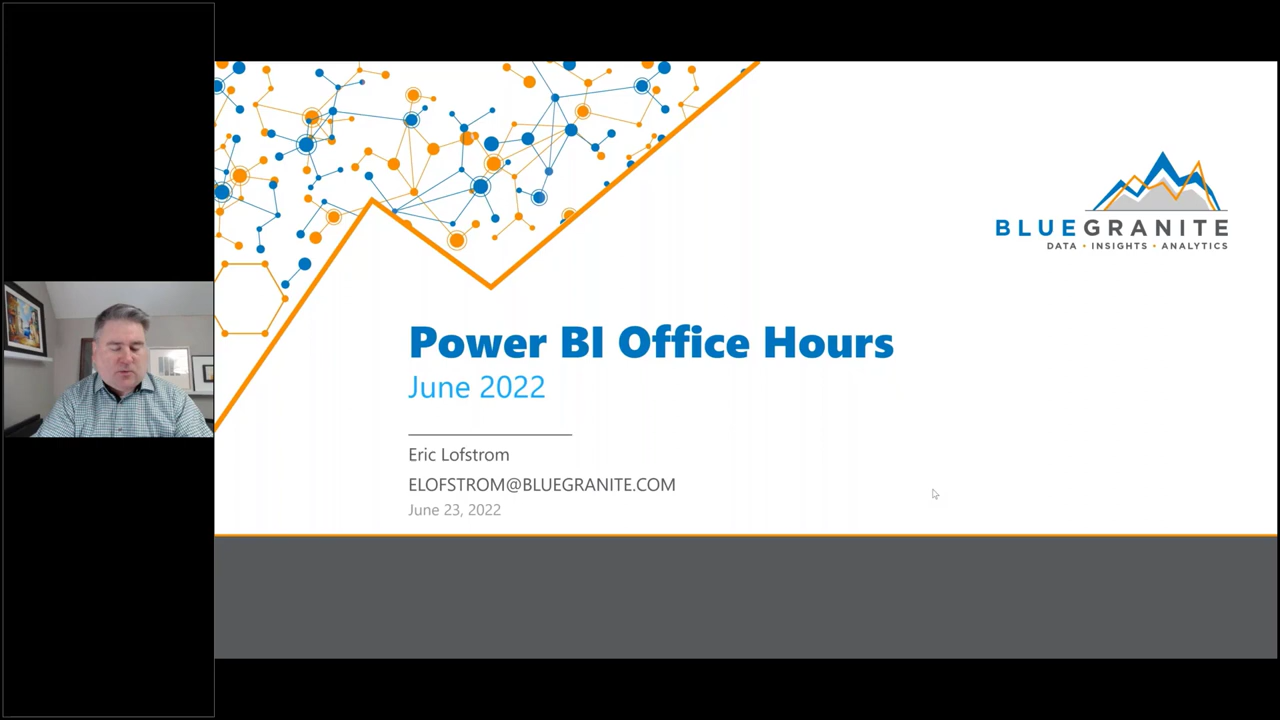 BLUEGRANITE
DATA • INSIGHTS • ANALYTICS
Power BI Office Hours
June 2022
Eric Lofstrom
ELOFSTROM@BLUEGRANITE.COM
June 23, 2022